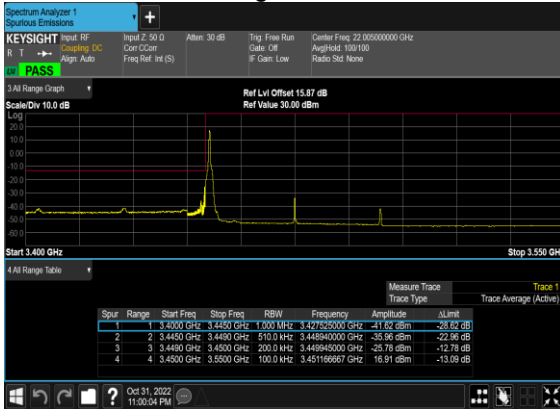 Spectrum Analyzer 1
Spurious Emissions
+
KEYSIGHT Input: RF Input Z: 50 Ω Atten: 30 dB Trig: Free Run Center Freq: 22.005000000 GHz
R T Coupling: DC Corr CCorr Gate: Off Avg|Hold: 100/100
Align: Auto Freq Ref: Int (S) IF Gain: Low Radio Std: None
PASS
3 All Range Graph
Ref Lvl Offset 15.87 dB
Scale/Div 10.0 dB Ref Value 30.00 dBm
Log
20.0
10.0
0.00
-10.0
-20.0
-30.0
-40.0
-50.0
-60.0
Start 3.400 GHz Stop 3.550 GH
4 All Range Table
Measure Trace Trace 1
Trace Type Trace Average (Active)
Spur Range Start Freq Stop Freq RBW Frequency Amplitude ΔLimit
1 1 3.4000 GHz 3.4450 GHz 1.000 MHz 3.427525000 GHz -41.62 dBm -28.62 dB
2 2 3.4450 GHz 3.4490 GHz 510.0 kHz 3.448940000 GHz -35.96 dBm -22.96 dB
3 3 3.4490 GHz 3.4500 GHz 200.0 kHz 3.449945000 GHz -25.78 dBm -12.78 dB
4 4 3.4500 GHz 3.5500 GHz 100.0 kHz 3.451166667 GHz 16.91 dBm -13.09 dB
? Oct 31, 2022
11:00:04 PM